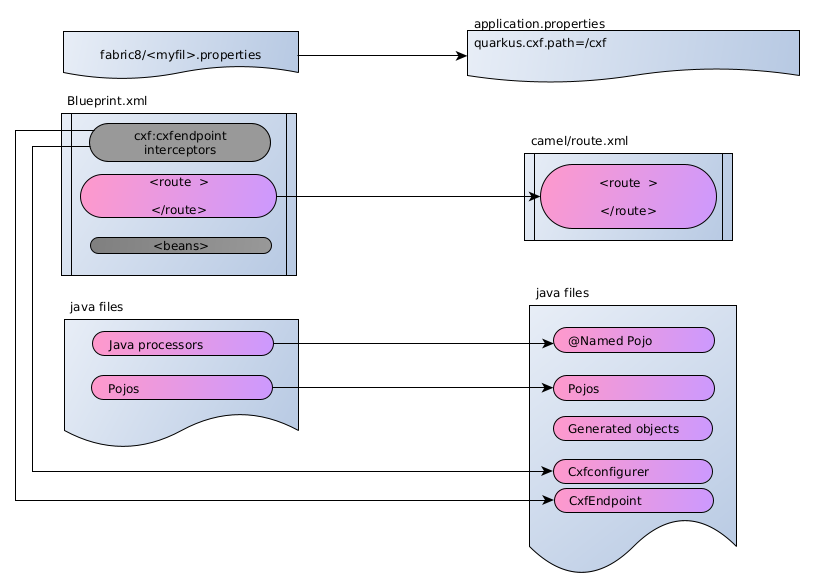 application.properties
fabric8/<myfil>.properties
quarkus.cxf.path=/cxf
Blueprint.xml
cxf:cxfendpoint
interceptors
<route  >
</route>
<beans>
camel/route.xml
<route  >
</route>
java files
Java processors
Pojos
java files
@Named Pojo
Pojos
Generated objects
Cxfconfigurer
CxfEndpoint